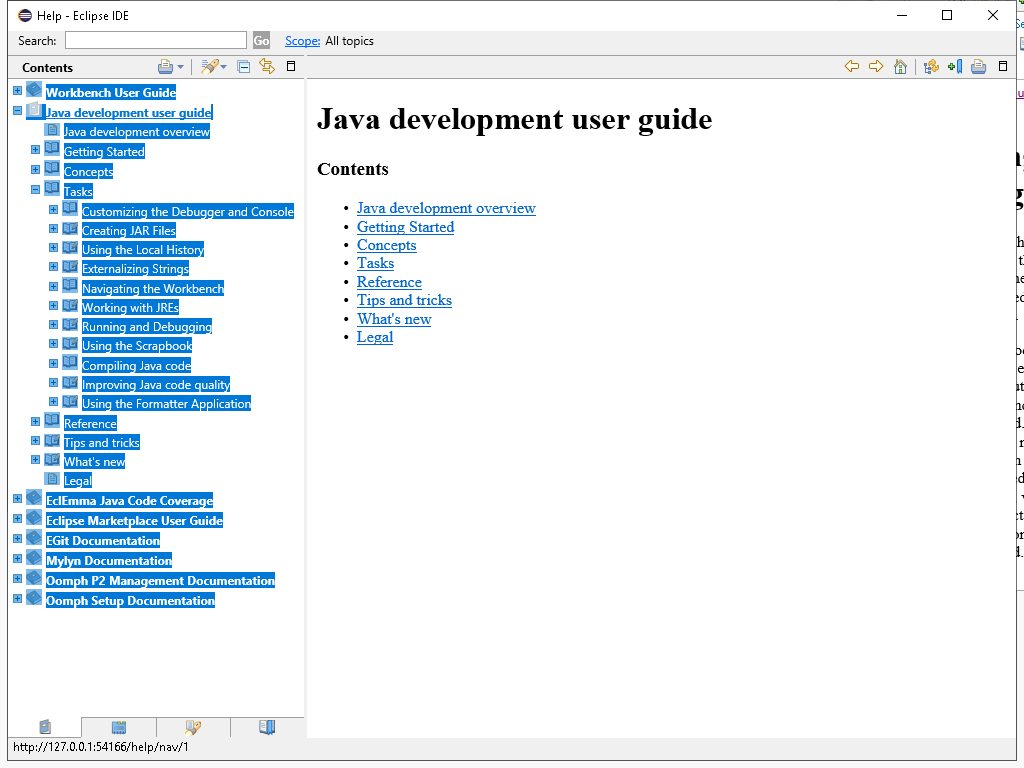 Help - Eclipse IDE
Search: Go Scope: All topics
Contents
Workbench User Guide
Java development user guide
Java development overview
Getting Started
Concepts
Tasks
Customizing the Debugger and Console
Creating JAR Files
Using the Local History
Externalizing Strings
Navigating the Workbench
Working with JREs
Running and Debugging
Using the Scrapbook
Compiling Java code
Improving Java code quality
Using the Formatter Application
Reference
Tips and tricks
What's new
Legal
EclEmma Java Code Coverage
Eclipse Marketplace User Guide
EGit Documentation
Mylyn Documentation
Oomph P2 Management Documentation
Oomph Setup Documentation
Java development user guide
Contents
• Java development overview
• Getting Started
• Concepts
• Tasks
• Reference
• Tips and tricks
• What's new
• Legal
http://127.0.0.1:54166/help/nav/1